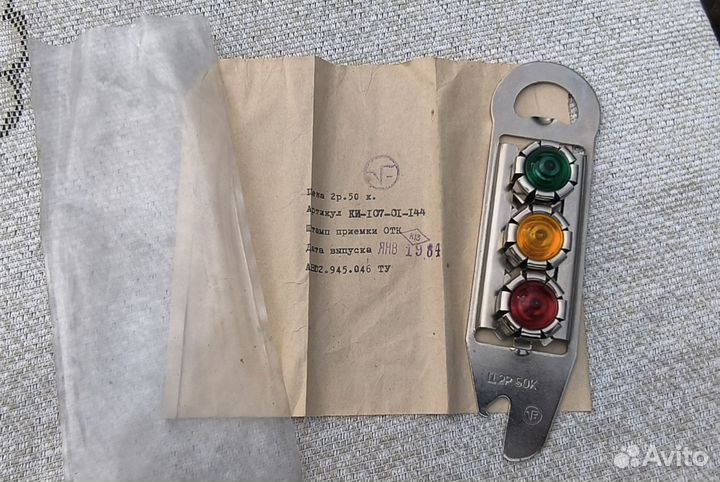 Цена 2р.50 к.
Артикул КИ-107-01-144
Штамп приемки ОТК
Дата выпуска ЯНВ 1984
2.945.046 ТУ
Ц.2Р 50К
Avito